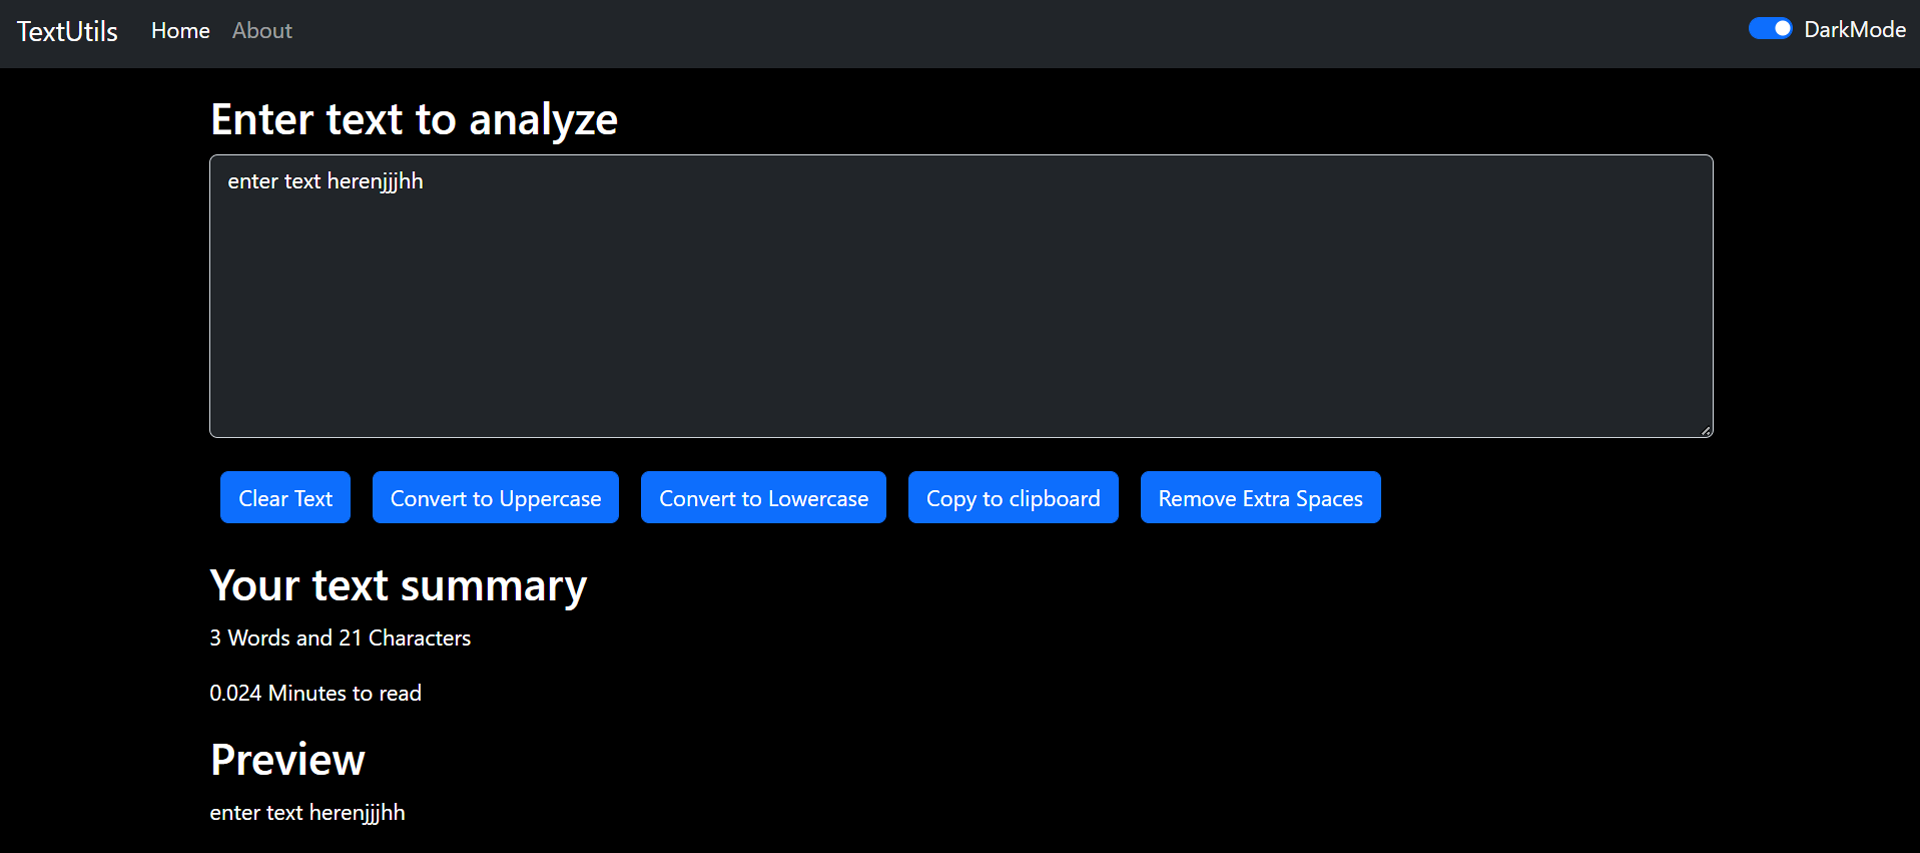 TextUtils Home About DarkMode
Enter text to analyze
enter text herenjjjhh
Clear Text Convert to Uppercase Convert to Lowercase Copy to clipboard Remove Extra Spaces
Your text summary
3 Words and 21 Characters
0.024 Minutes to read
Preview
enter text herenjjjhh